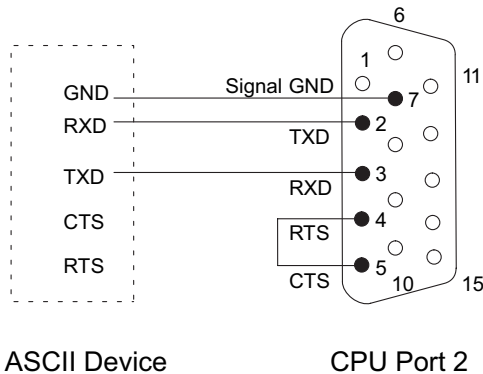 6
1
11
GND
Signal GND
7
RXD
2
TXD
TXD
3
RXD
CTS
4
RTS
RTS
5
CTS
10
15
ASCII Device
CPU Port 2